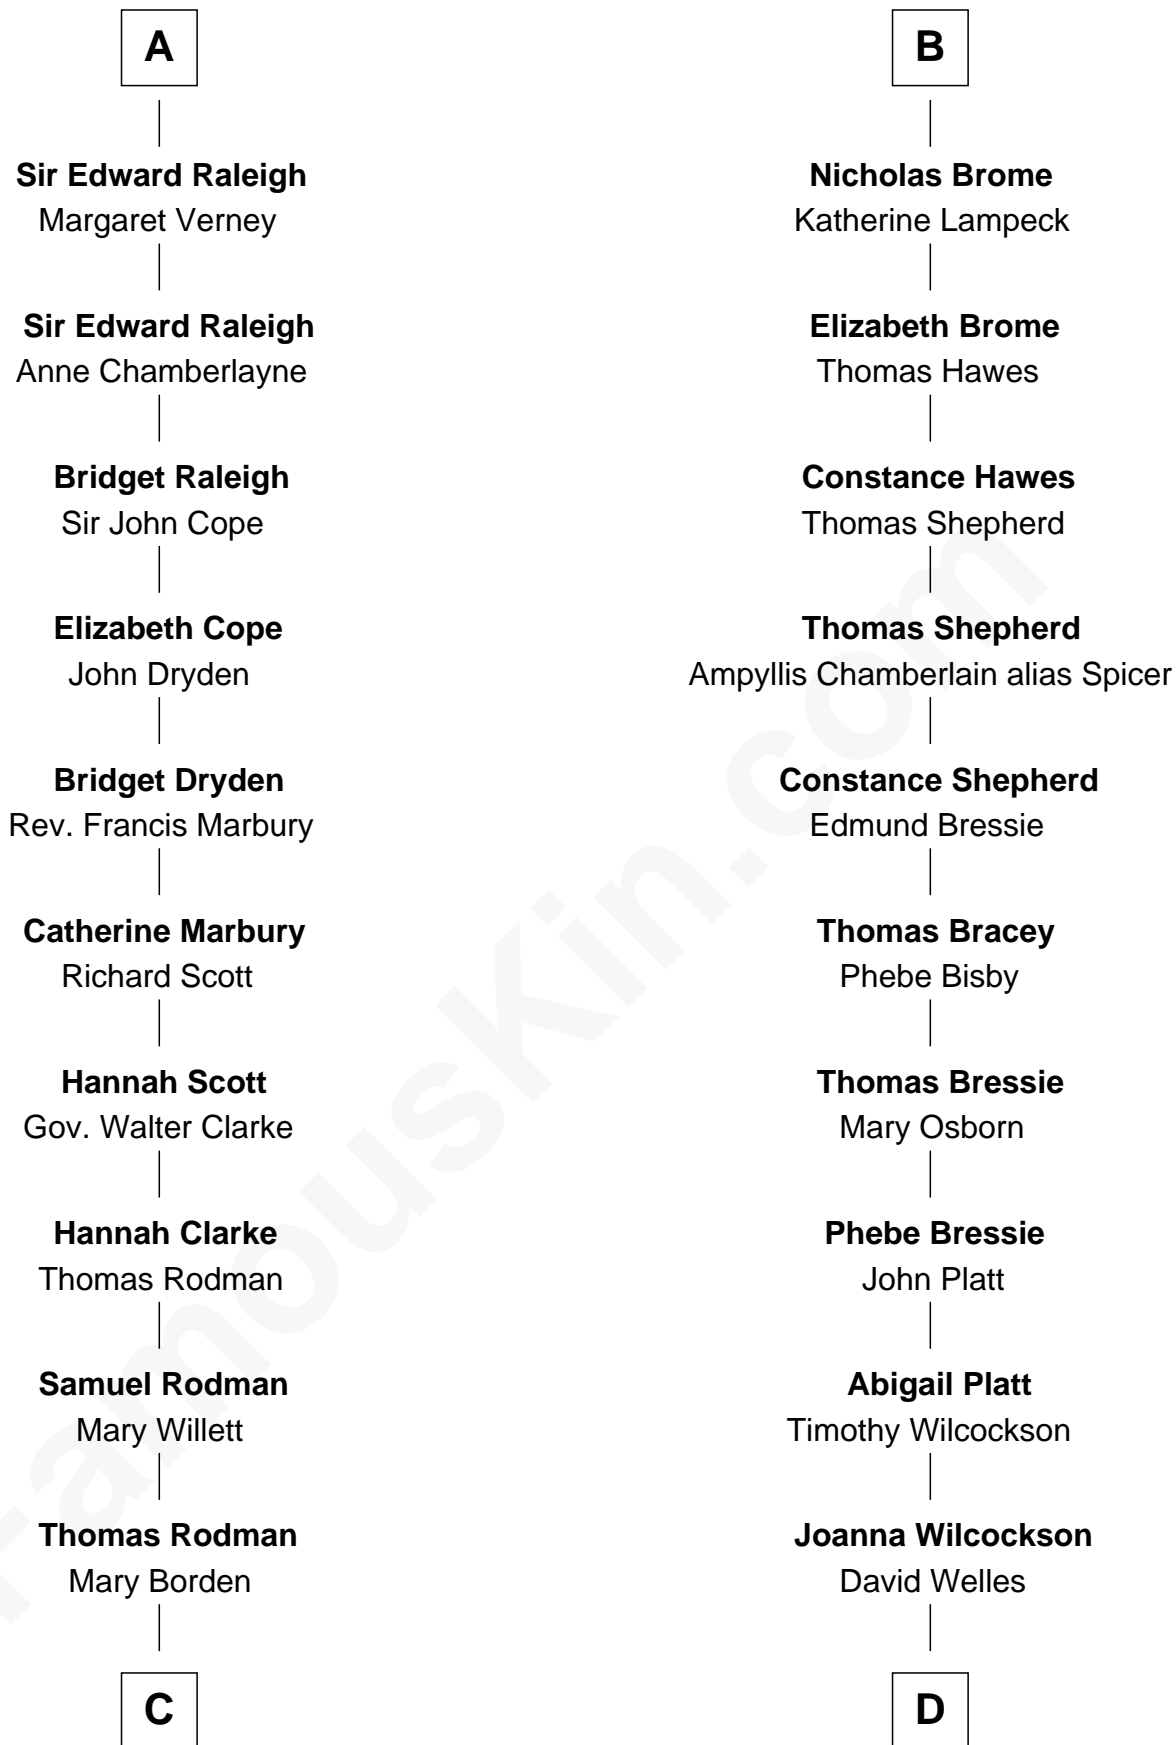 A
Sir Edward Raleigh
Margaret Verney
Sir Edward Raleigh
Anne Chamberlayne
Bridget Raleigh
Sir John Cope
Elizabeth Cope
John Dryden
Bridget Dryden
Rev. Francis Marbury
Catherine Marbury
Richard Scott
Hannah Scott
Gov. Walter Clarke
Hannah Clarke
Thomas Rodman
Samuel Rodman
Mary Willett
Thomas Rodman
Mary Borden
C
B
Nicholas Brome
Katherine Lampeck
Elizabeth Brome
Thomas Hawes
Constance Hawes
Thomas Shepherd
Thomas Shepherd
Ampyllis Chamberlain alias Spicer
Constance Shepherd
Edmund Bressie
Thomas Bracey
Phebe Bisby
Thomas Bressie
Mary Osborn
Phebe Bressie
John Platt
Abigail Platt
Timothy Wilcockson
Joanna Wilcockson
David Welles
D
FamousKin.com